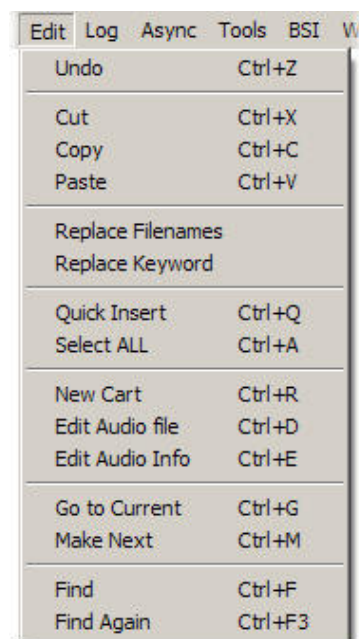 Edit Log Async Tools BSI W
Undo Ctrl+Z
Cut Ctrl+X
Copy Ctrl+C
Paste Ctrl+V
Replace Filenames
Replace Keyword
Quick Insert Ctrl+Q
Select ALL Ctrl+A
New Cart Ctrl+R
Edit Audio file Ctrl+D
Edit Audio Info Ctrl+E
Go to Current Ctrl+G
Make Next Ctrl+M
Find Ctrl+F
Find Again Ctrl+F3